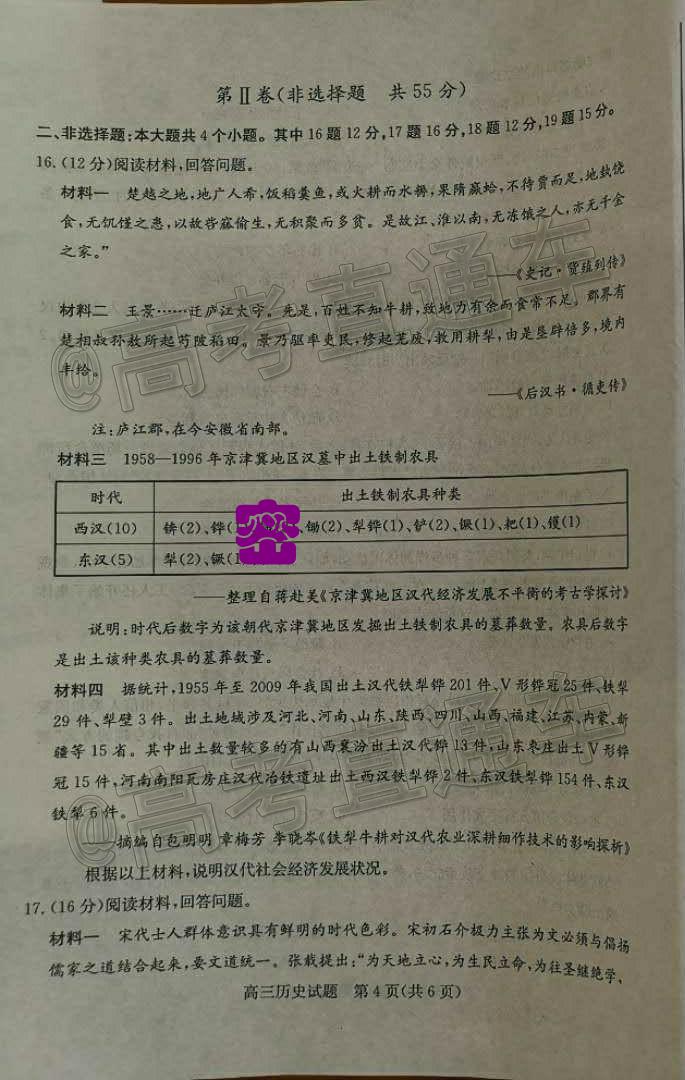 第Ⅱ卷(非选择题 共55分)
二、非选择题:本大题共4个小题。其中16题12分,17题16分,18题12分,19题15分。
16.(12分)阅读材料,回答问题。
材料一 楚越之地,地广人希,饭稻羹鱼,或火耕而水耨,果隋蠃蛤,不待贾而足,地埶饶
食,无饥馑之患,以故呰窳偷生,无积聚而多贫。是故江、淮以南,无冻饿之人,亦无千金
之家。”
——《史记·货殖列传》
材料二 王景……迁庐江太守。先是,百姓不知牛耕,致地力有余而食常不足。郡界有
楚相叔孙敖所起芍陂稻田。景乃驱率吏民,修起芜废,教用犁耕,由是垦辟倍多,境内
丰给。
——《后汉书·循吏传》
注:庐江郡,在今安徽省南部。
材料三 1958—1996年京津冀地区汉墓中出土铁制农具
时代 出土铁制农具种类
西汉(10) 锛(2)、铧(、锄(2)、犁铧(1)、铲(2)、镢(1)、耙(1)、镬(1)
东汉(5) 犁(2)、镢(1
——整理自蒋赴美《京津冀地区汉代经济发展不平衡的考古学探讨》
说明:时代后数字为该朝代京津冀地区发掘出土铁制农具的墓葬数量。农具后数字
是出土该种类农具的墓葬数量。
材料四 据统计,1955年至2009年我国出土汉代铁犁铧201件、V形铧冠25件、铁犁
29件、犁壁3件。出土地域涉及河北、河南、山东、陕西、四川、山西、福建、江苏、内蒙、新
疆等15省。其中出土数量较多的有山西襄汾出土汉代铧13件,山东枣庄出土V形铧
冠15件,河南南阳瓦房庄汉代冶铁遗址出土西汉铁犁铧2件、东汉铁犁铧154件、东汉
铁犁6件。
——摘编自包明明 章梅芳 李晓岑《铁犁牛耕对汉代农业深耕细作技术的影响探析》
根据以上材料,说明汉代社会经济发展状况。
17.(16分)阅读材料,回答问题。
材料一 宋代士人群体意识具有鲜明的时代色彩。宋初石介极力主张为文必须与倡扬
儒家之道结合起来,要文道统一。张载提出:“为天地立心,为生民立命,为往圣继绝学、
高三历史试题 第4页(共6页)
@高考直通车
@高考直通车